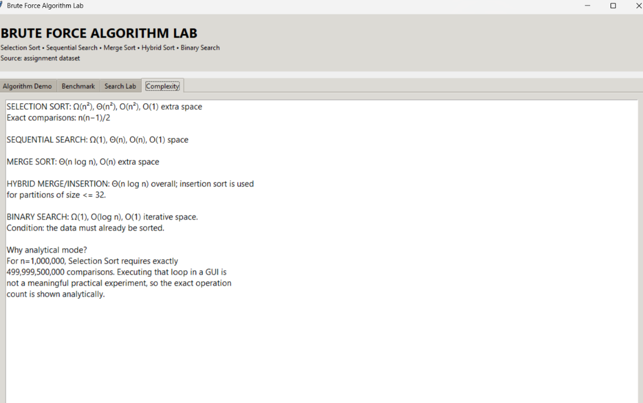 Brute Force Algorithm Lab
BRUTE FORCE ALGORITHM LAB
Selection Sort • Sequential Search • Merge Sort • Hybrid Sort • Binary Search
Source: assignment dataset
Algorithm Demo Benchmark Search Lab Complexity
SELECTION SORT: Ω(n²), Θ(n²), O(n²), O(1) extra space
Exact comparisons: n(n−1)/2
SEQUENTIAL SEARCH: Ω(1), Θ(n), O(n), O(1) space
MERGE SORT: Θ(n log n), O(n) extra space
HYBRID MERGE/INSERTION: Θ(n log n) overall; insertion sort is used
for partitions of size <= 32.
BINARY SEARCH: Ω(1), O(log n), O(1) iterative space.
Condition: the data must already be sorted.
Why analytical mode?
For n=1,000,000, Selection Sort requires exactly
499,999,500,000 comparisons. Executing that loop in a GUI is
not a meaningful practical experiment, so the exact operation
count is shown analytically.